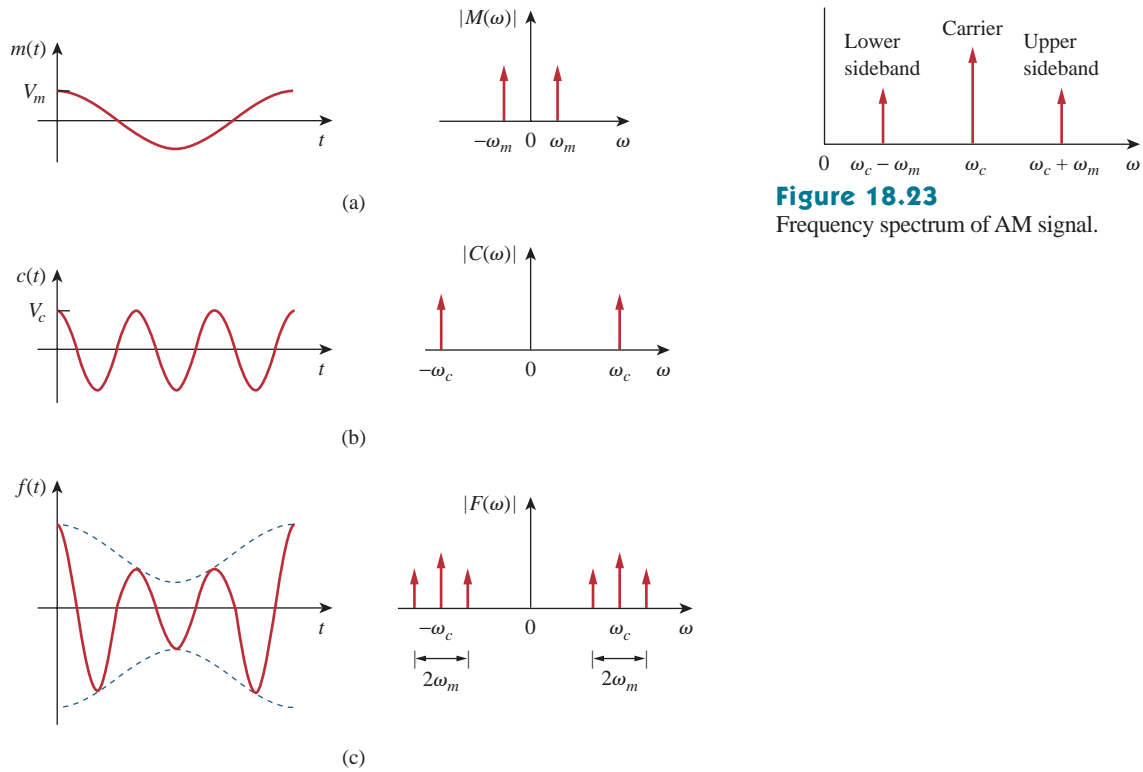 m(t)
V_m
t
|M(ω)|
−ω_m 0 ω_m ω
(a)
c(t)
V_c
t
|C(ω)|
−ω_c 0 ω_c ω
(b)
f(t)
t
|F(ω)|
−ω_c 0 ω_c ω
2ω_m 2ω_m
(c)
Lower
sideband
Carrier
Upper
sideband
0 ω_c − ω_m ω_c ω_c + ω_m ω
Figure 18.23
Frequency spectrum of AM signal.